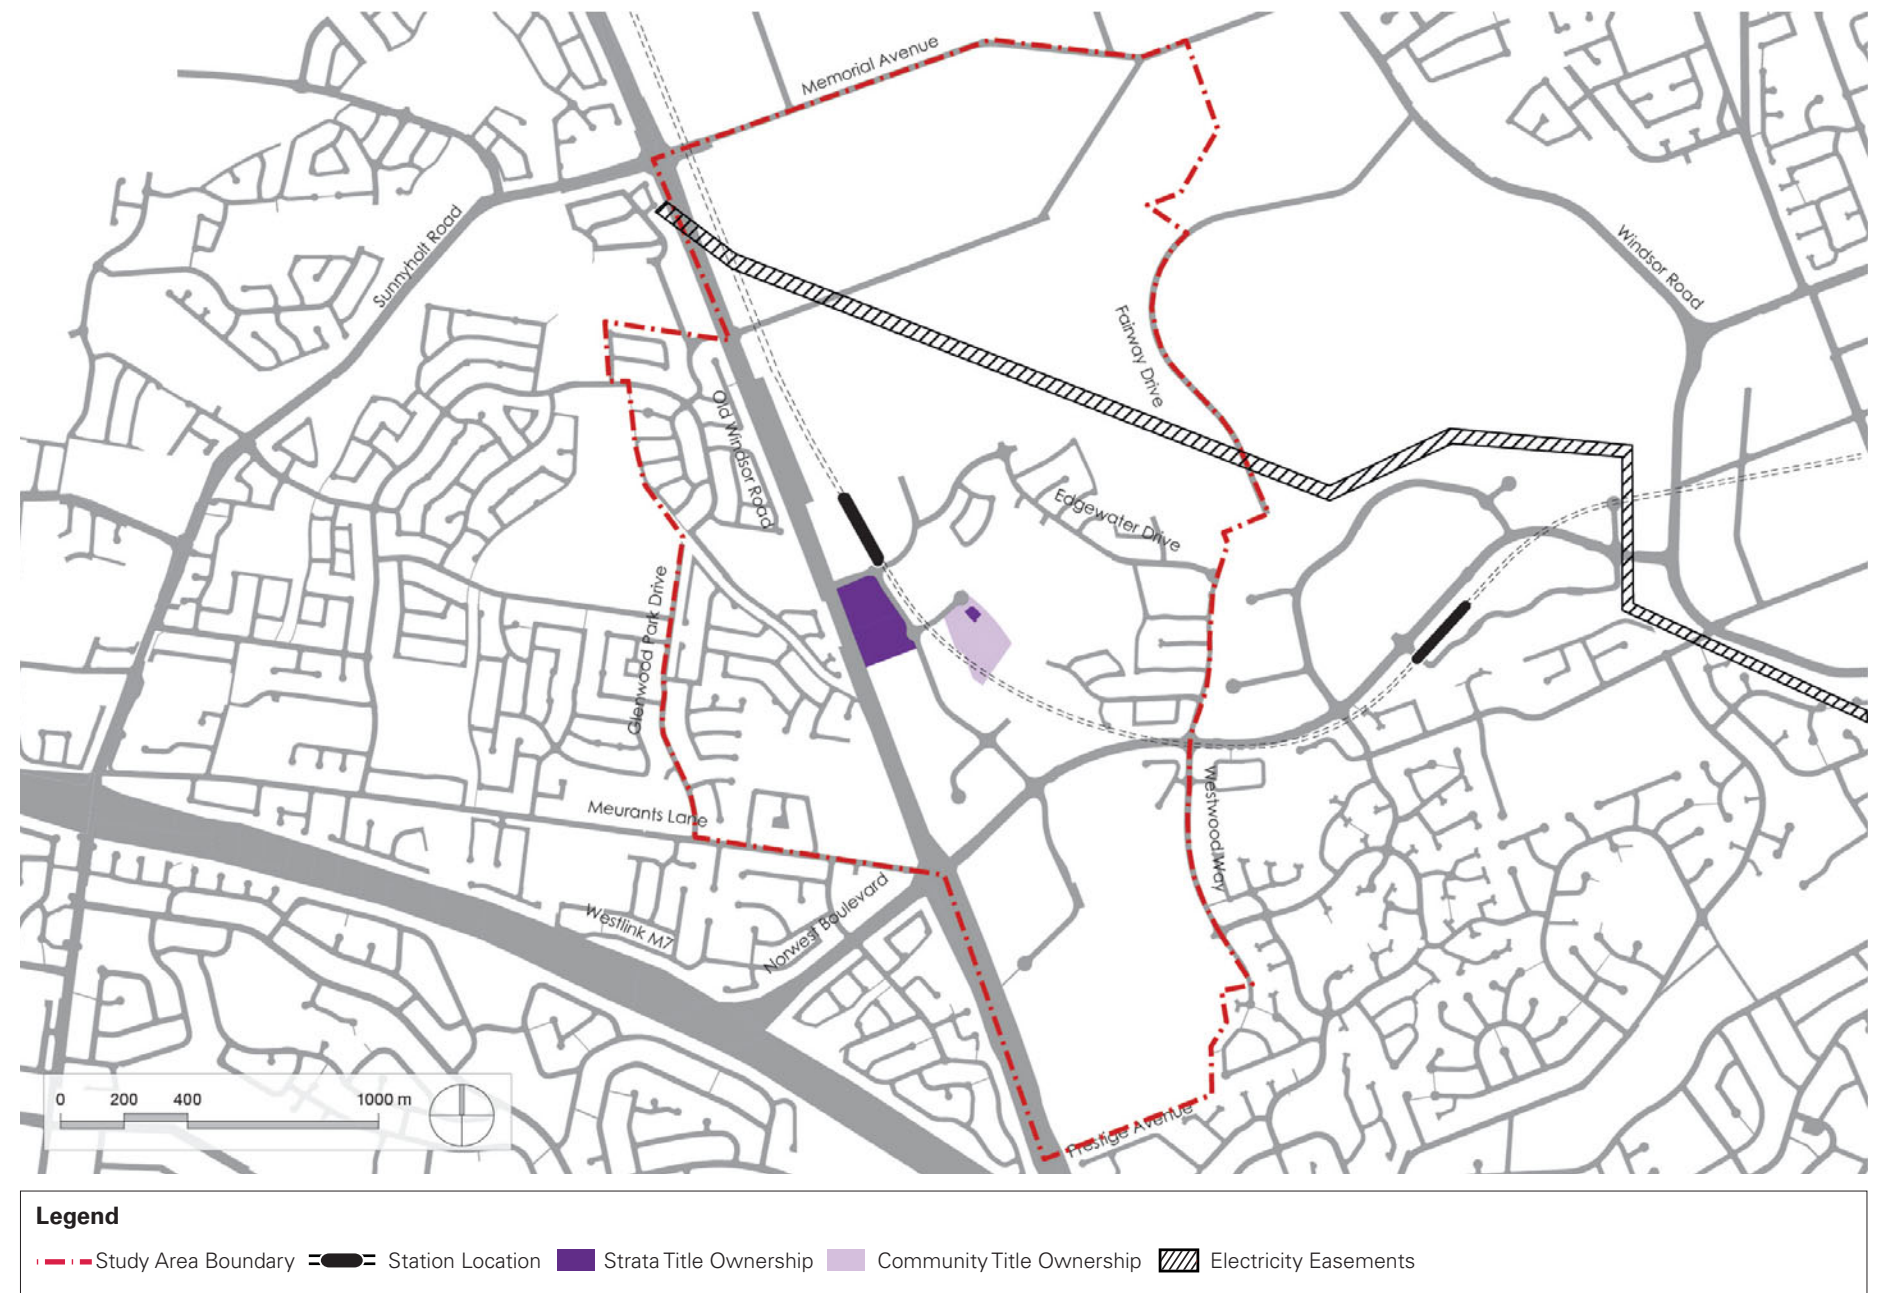 Memorial Avenue
Sunnyholt Road
Windsor Road
Fairway Drive
Old Windsor Road
Edgewater Drive
Glenwood Park Drive
Meurants Lane
Westwood Way
Westlink M7
Norwest Boulevard
Prestige Avenue
0 200 400 1000 m
Legend
Study Area Boundary Station Location Strata Title Ownership Community Title Ownership Electricity Easements